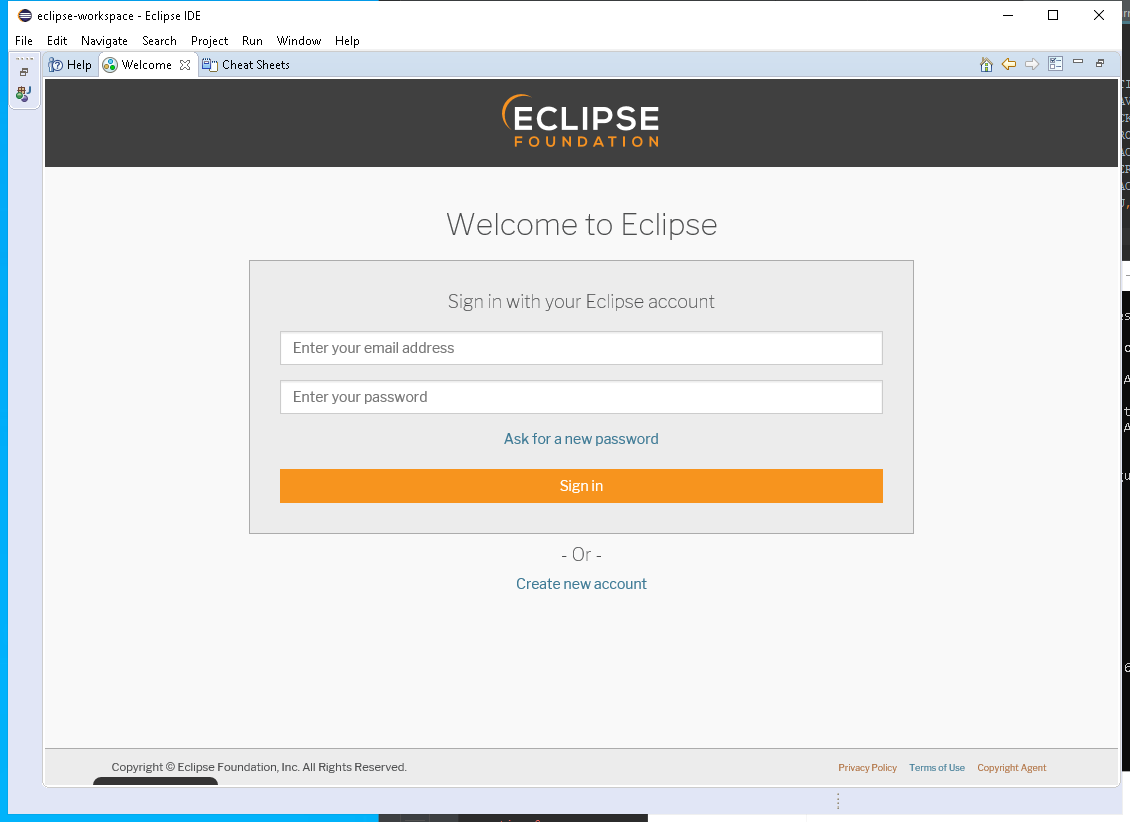 eclipse-workspace - Eclipse IDE
File Edit Navigate Search Project Run Window Help
Help Welcome Cheat Sheets
ECLIPSE
FOUNDATION
Welcome to Eclipse
Sign in with your Eclipse account
Enter your email address
Enter your password
Ask for a new password
Sign in
- Or -
Create new account
Copyright © Eclipse Foundation, Inc. All Rights Reserved. Privacy Policy Terms of Use Copyright Agent